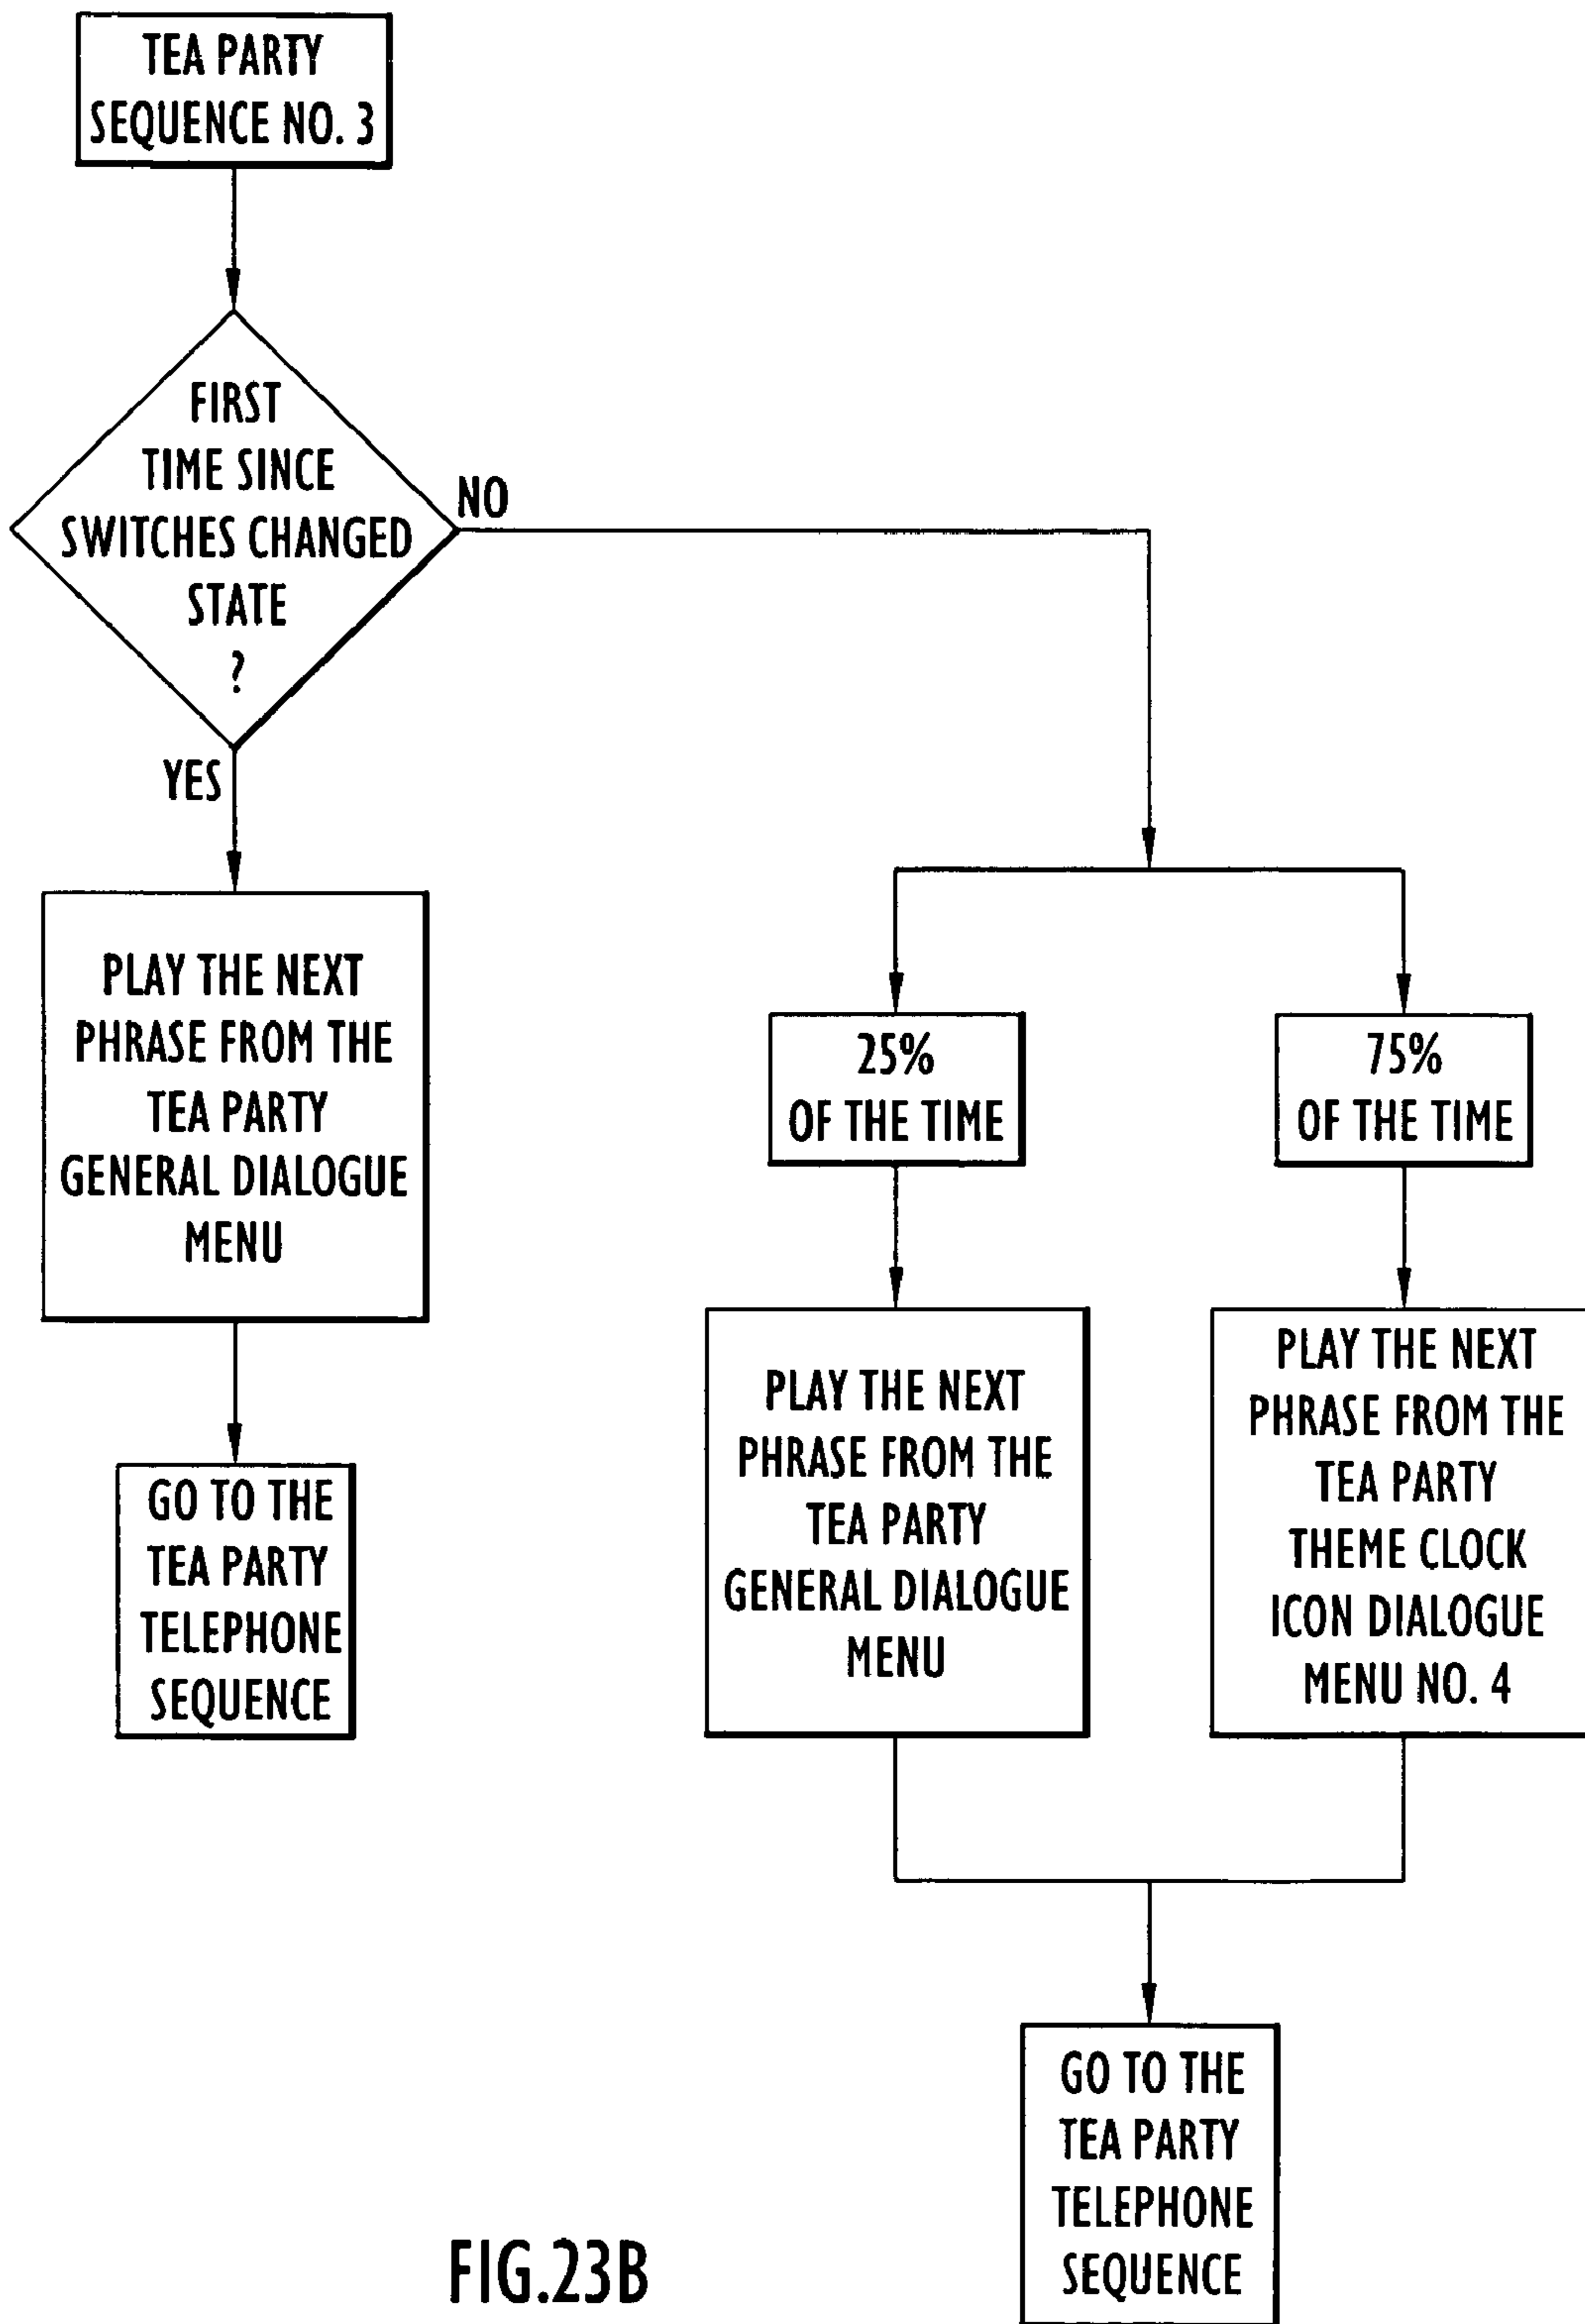 TEA PARTY
SEQUENCE NO. 3
FIRST
TIME SINCE
SWITCHES CHANGED
STATE
?
NO
YES
PLAY THE NEXT
PHRASE FROM THE
TEA PARTY
GENERAL DIALOGUE
MENU
GO TO THE
TEA PARTY
TELEPHONE
SEQUENCE
25%
OF THE TIME
75%
OF THE TIME
PLAY THE NEXT
PHRASE FROM THE
TEA PARTY
GENERAL DIALOGUE
MENU
PLAY THE NEXT
PHRASE FROM THE
TEA PARTY
THEME CLOCK
ICON DIALOGUE
MENU NO. 4
GO TO THE
TEA PARTY
TELEPHONE
SEQUENCE
FIG.23B